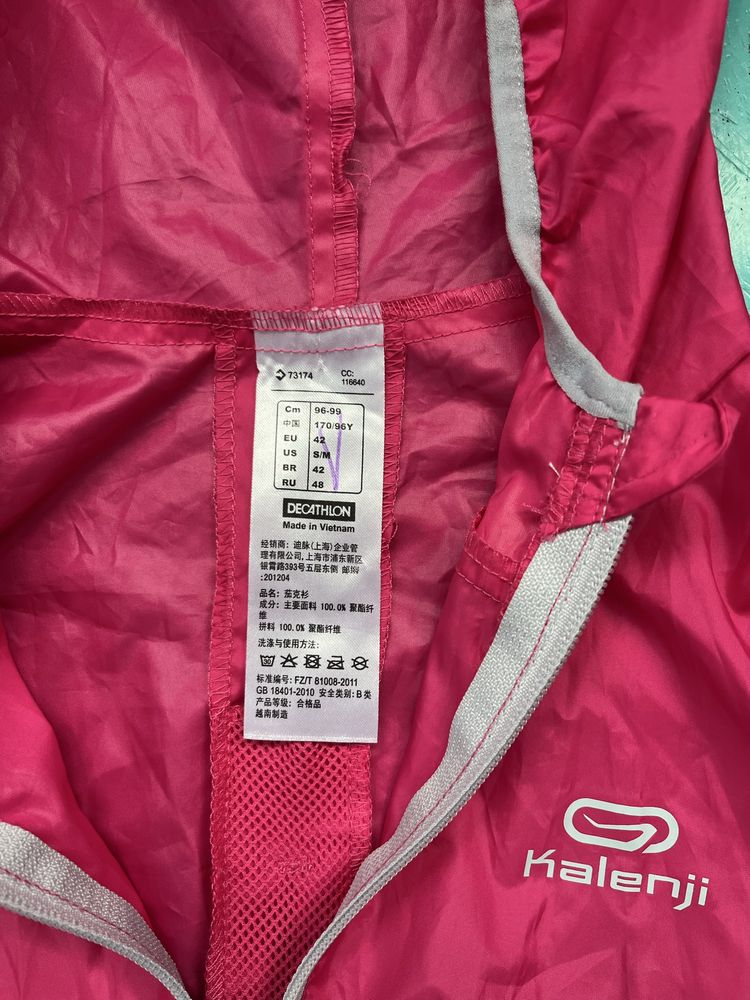 73174 CC:
116640
Cm 96-99
中国 170/96Y
EU 42
US S/M
BR 42
RU 48
DECATHLON
Made in Vietnam
经销商: 迪脉(上海)企业管
理有限公司, 上海市浦东新区
银霄路393号五层东侧 邮编
:201204
品名: 茄克衫
成分: 主要面料 100.0% 聚酯纤
维
拼料 100.0% 聚酯纤维
洗涤与使用方法:
标准编号: FZ/T 81008-2011
GB 18401-2010 安全类别: B 类
产品等级: 合格品
越南制造
Kalenji